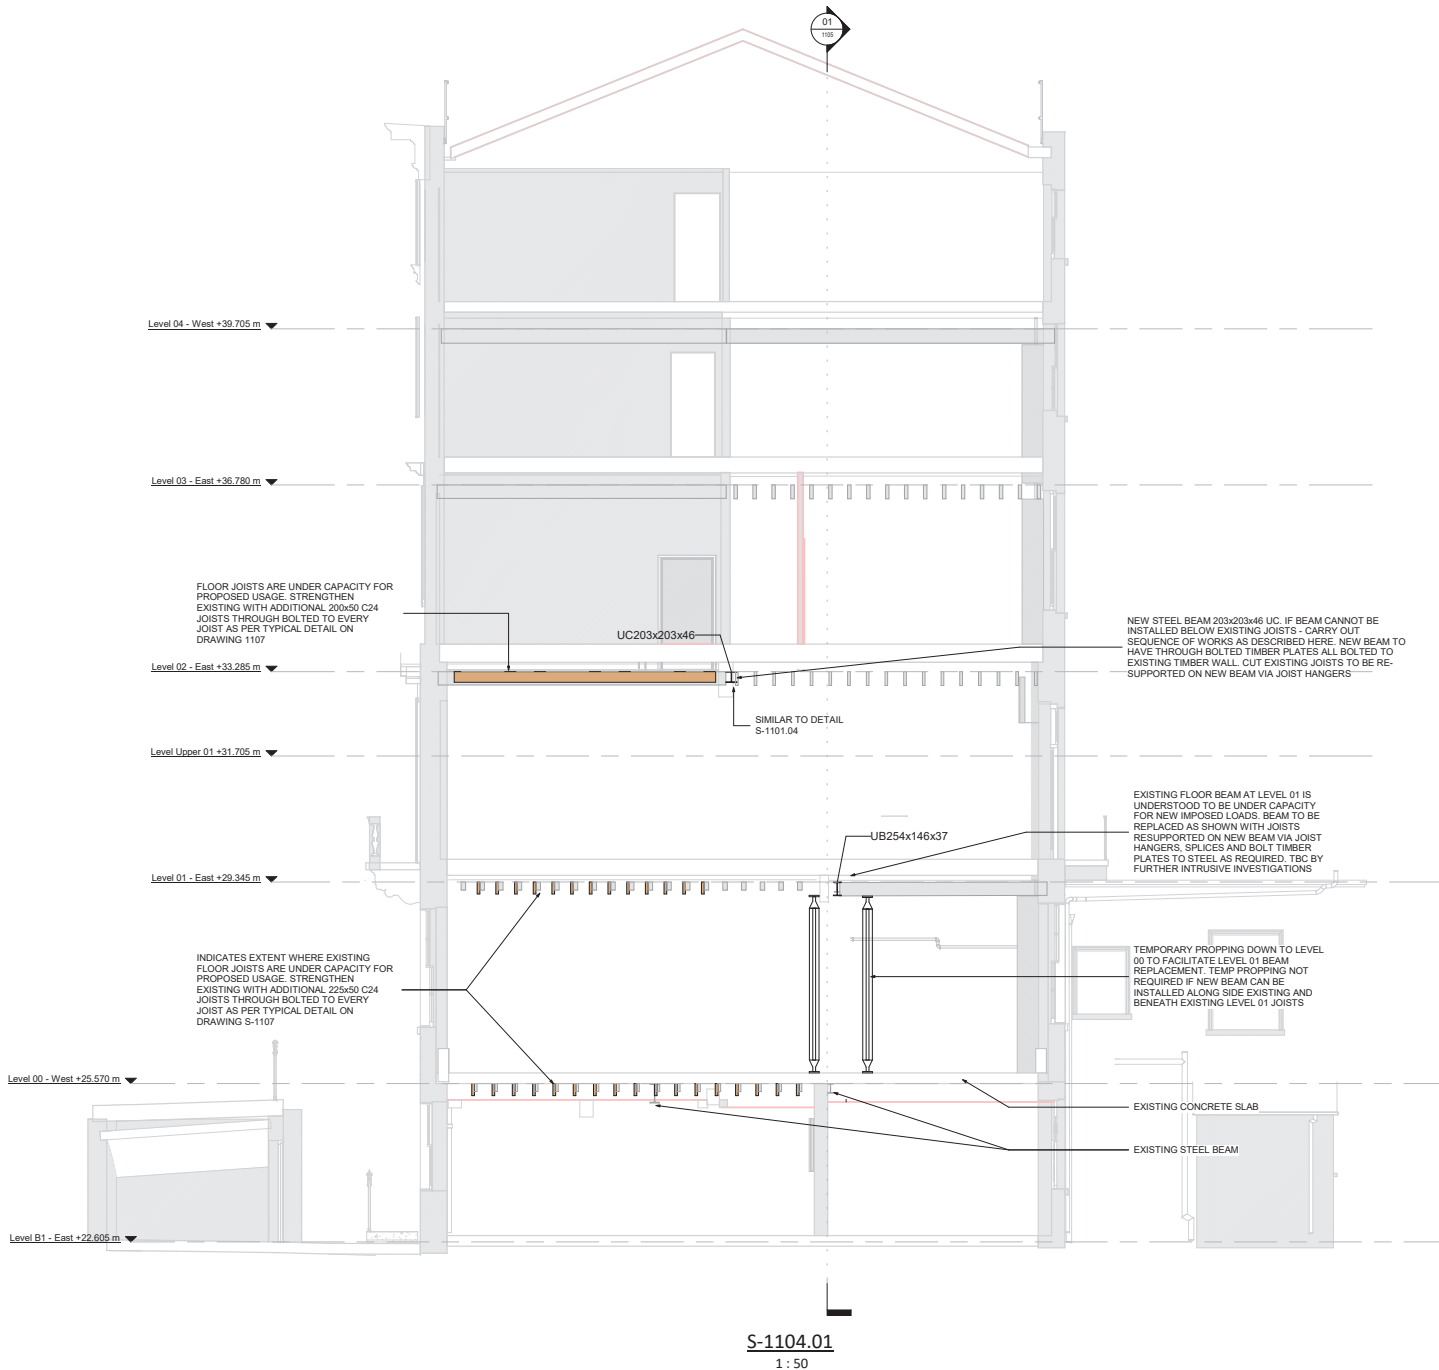 01
1105
Level 04 - West +39.705 m
Level 03 - East +36.780 m
FLOOR JOISTS ARE UNDER CAPACITY FOR
PROPOSED USAGE. STRENGTHEN
EXISTING WITH ADDITIONAL 200x50 C24
JOISTS THROUGH BOLTED TO EVERY
JOIST AS PER TYPICAL DETAIL ON
DRAWING 1107
UC203x203x46
NEW STEEL BEAM 203x203x46 UC. IF BEAM CANNOT BE
INSTALLED BELOW EXISTING JOISTS - CARRY OUT
SEQUENCE OF WORKS AS DESCRIBED HERE. NEW BEAM TO
HAVE THROUGH BOLTED TIMBER PLATES ALL BOLTED TO
EXISTING TIMBER WALL. CUT EXISTING JOISTS TO BE RE-
SUPPORTED ON NEW BEAM VIA JOIST HANGERS
Level 02 - East +33.285 m
SIMILAR TO DETAIL
S-1101.04
Level Upper 01 +31.705 m
EXISTING FLOOR BEAM AT LEVEL 01 IS
UNDERSTOOD TO BE UNDER CAPACITY
FOR NEW IMPOSED LOADS. BEAM TO BE
REPLACED AS SHOWN WITH JOISTS
RESUPPORTED ON NEW BEAM VIA JOIST
HANGERS, SPLICES AND BOLT TIMBER
PLATES TO STEEL AS REQUIRED. TBC BY
FURTHER INTRUSIVE INVESTIGATIONS
UB254x146x37
Level 01 - East +29.345 m
INDICATES EXTENT WHERE EXISTING
FLOOR JOISTS ARE UNDER CAPACITY FOR
PROPOSED USAGE. STRENGTHEN
EXISTING WITH ADDITIONAL 225x50 C24
JOISTS THROUGH BOLTED TO EVERY
JOIST AS PER TYPICAL DETAIL ON
DRAWING S-1107
TEMPORARY PROPPING DOWN TO LEVEL
00 TO FACILITATE LEVEL 01 BEAM
REPLACEMENT. TEMP PROPPING NOT
REQUIRED IF NEW BEAM CAN BE
INSTALLED ALONG SIDE EXISTING AND
BENEATH EXISTING LEVEL 01 JOISTS
Level 00 - West +25.570 m
EXISTING CONCRETE SLAB
EXISTING STEEL BEAM
Level B1 - East +22.605 m
S-1104.01
1 : 50